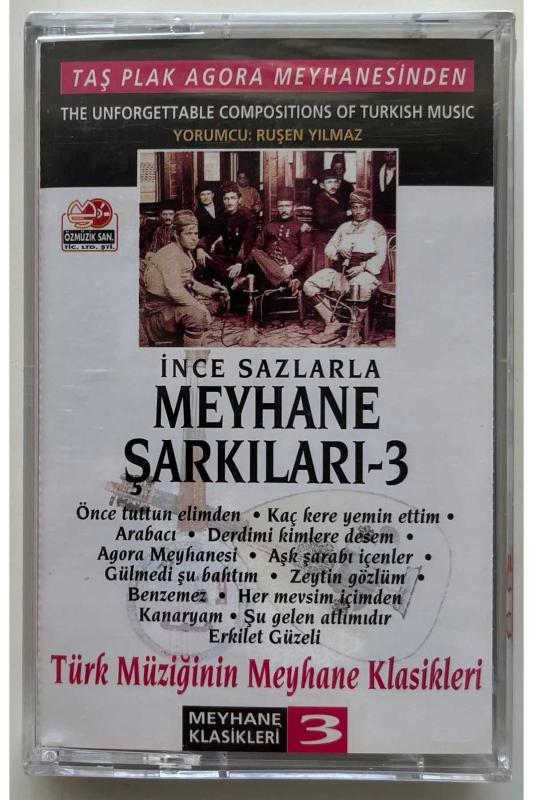 TAŞ PLAK AGORA MEYHANESİNDEN
THE UNFORGETTABLE COMPOSITIONS OF TURKISH MUSIC
YORUMCU: RUŞEN YILMAZ
ÖZMÜZİK SAN.
TİC. LTD. ŞTİ.
İNCE SAZLARLA
MEYHANE
ŞARKILARI-3
Önce tuttun elimden • Kaç kere yemin ettim •
Arabacı • Derdimi kimlere desem •
Agora Meyhanesi • Aşk şarabı içenler •
Gülmedi şu bahtım • Zeytin gözlüm •
Benzemez • Her mevsim içimden
Kanaryam • Şu gelen atlımıdır
Erkilet Güzeli
Türk Müziğinin Meyhane Klasikleri
MEYHANE
KLASİKLERİ 3